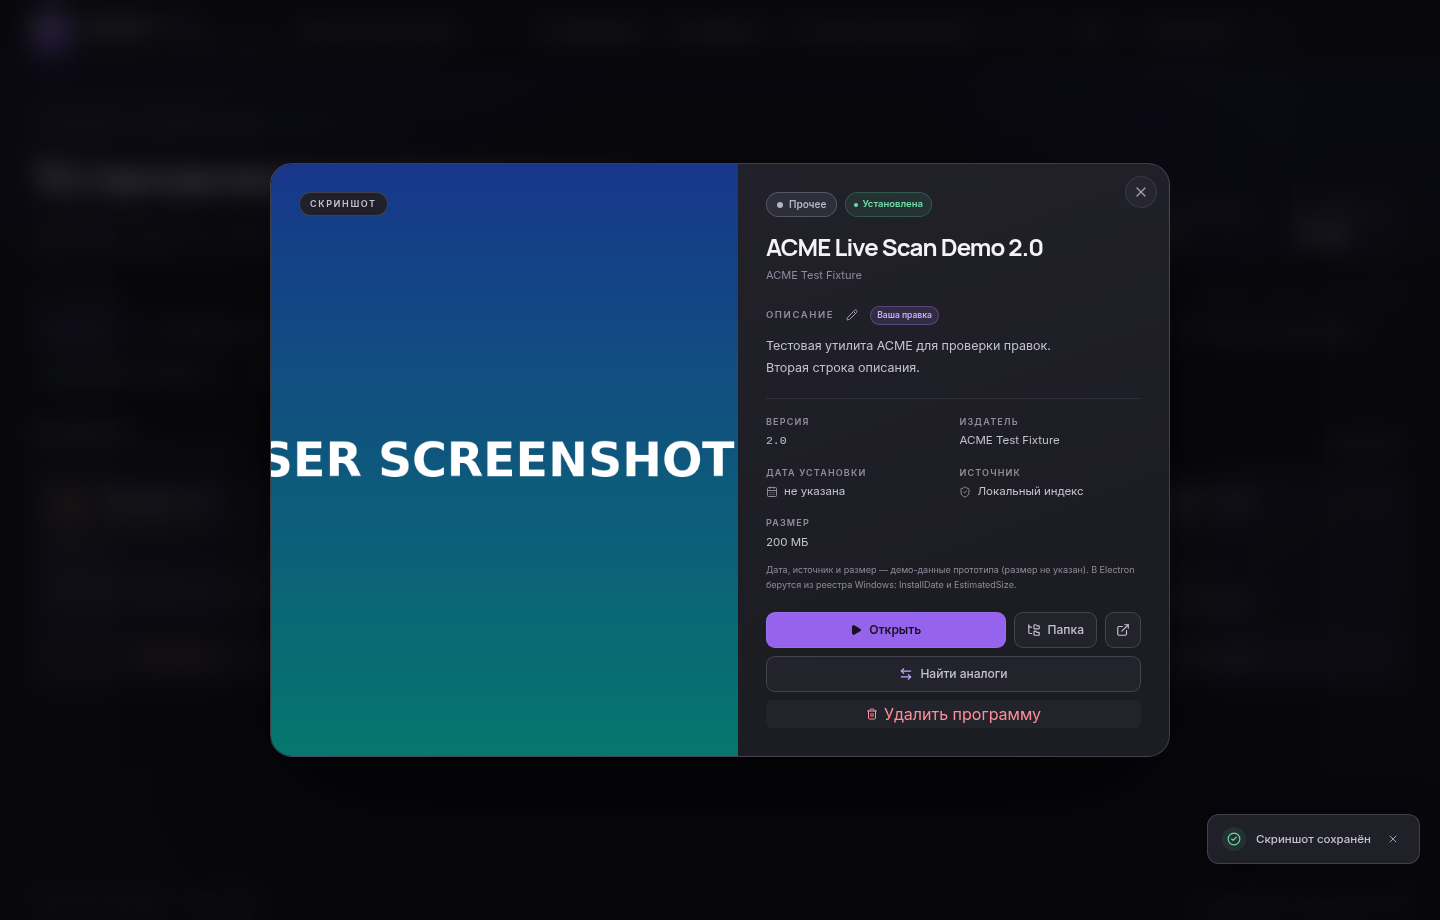 СКРИНШОТ
SER SCREENSHOT
Прочее
Установлена
ACME Live Scan Demo 2.0
ACME Test Fixture
ОПИСАНИЕ
Ваша правка
Тестовая утилита ACME для проверки правок.
Вторая строка описания.
ВЕРСИЯ
2.0
ИЗДАТЕЛЬ
ACME Test Fixture
ДАТА УСТАНОВКИ
не указана
ИСТОЧНИК
Локальный индекс
РАЗМЕР
200 МБ
Дата, источник и размер — демо-данные прототипа (размер не указан). В Electron
берутся из реестра Windows: InstallDate и EstimatedSize.
Открыть
Папка
Найти аналоги
Удалить программу
Скриншот сохранён